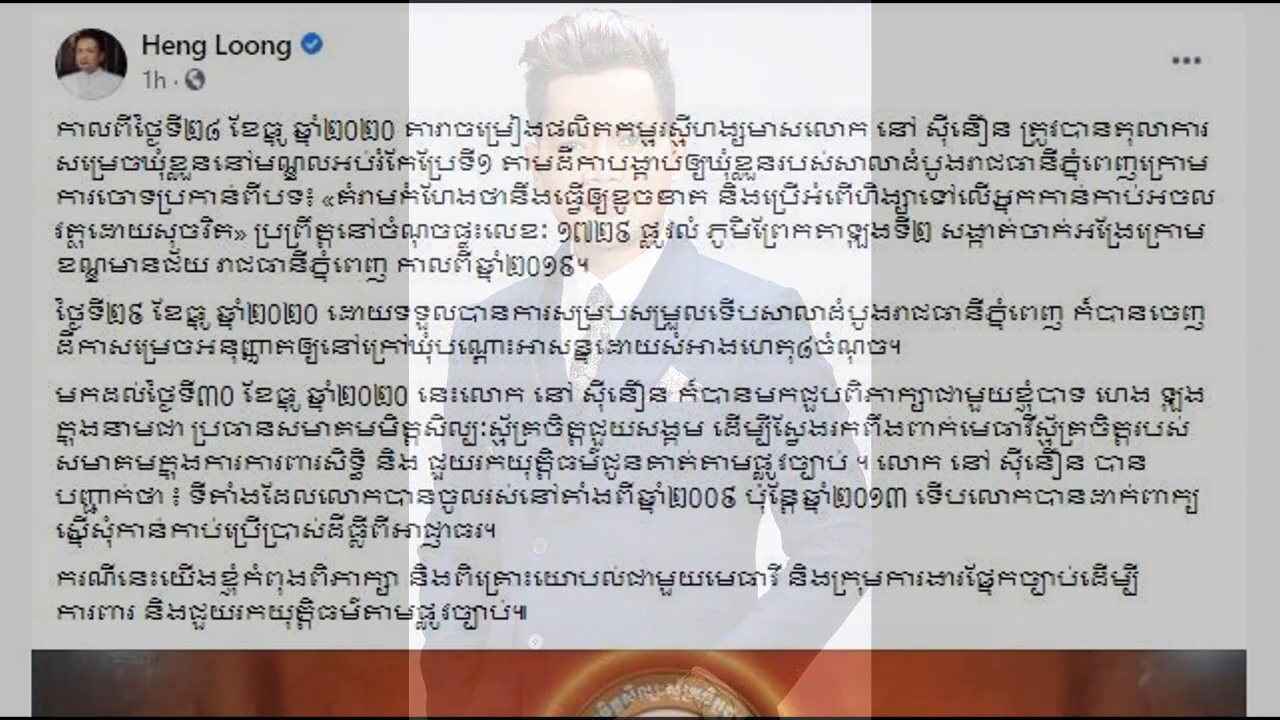 Heng Loong
1h
កាលពីថ្ងៃទី២៨ ខែធ្នូ ឆ្នាំ២០២០ តារាចម្រៀងផលិតកម្មរស្មីហង្សមាសលោក នៅ ស៊ីនឿន ត្រូវបានតុលាការ
សម្រេចឃុំខ្លួននៅមណ្ឌលអប់រំកែប្រែទី១ តាមដីកាបង្គាប់ឲ្យឃុំខ្លួនរបស់សាលាដំបូងរាជធានីភ្នំពេញក្រោម
ការចោទប្រកាន់ពីបទ៖ «គំរាមកំហែងថានឹងធ្វើឲ្យខូចខាត និងប្រើអំពើហិង្សាទៅលើអ្នកកាន់កាប់អចល
វត្ថុដោយសុចរិត» ប្រព្រឹត្តនៅចំណុចផ្ទះលេខ: ១៧២៩ ផ្លូវលំ ភូមិព្រែកតាឡុងទី២ សង្កាត់ចាក់អង្រែក្រោម
ខណ្ឌមានជ័យ រាជធានីភ្នំពេញ កាលពីឆ្នាំ២០១៩។
ថ្ងៃទី២៩ ខែធ្នូ ឆ្នាំ២០២០ ដោយទទួលបានការសម្របសម្រួលទើបសាលាដំបូងរាជធានីភ្នំពេញ ក៏បានចេញ
ដីកាសម្រេចអនុញ្ញាតឲ្យនៅក្រៅឃុំបណ្តោះអាសន្នដោយសំអាងហេតុ៨ចំណុច។
មកដល់ថ្ងៃទី៣០ ខែធ្នូ ឆ្នាំ២០២០ នេះលោក នៅ ស៊ីនឿន ក៏បានមកជួបពិភាក្សាជាមួយខ្ញុំបាទ ហេង ឡុង
ក្នុងនាមជា ប្រធានសមាគមមិត្តសិល្បៈស្ម័គ្រចិត្តជួយសង្គម ដើម្បីស្វែងរកពឹងពាក់មេធាវីស្ម័គ្រចិត្តរបស់
សមាគមក្នុងការការពារសិទ្ធិ និង ជួយរកយុត្តិធម៌ជូនគាត់តាមផ្លូវច្បាប់ ។ លោក នៅ ស៊ីនឿន បាន
បញ្ជាក់ថា ៖ ទីតាំងដែលលោកបានចូលរស់នៅតាំងពីឆ្នាំ២០០៩ ប៉ុន្តែឆ្នាំ២០១៣ ទើបលោកបានដាក់ពាក្យ
ស្នើសុំកាន់កាប់ប្រើប្រាស់ដីធ្លីពីអាជ្ញាធរ។
ករណីនេះយើងខ្ញុំកំពុងពិភាក្សា និងពិគ្រោះយោបល់ជាមួយមេធាវី និងក្រុមការងារផ្នែកច្បាប់ដើម្បី
ការពារ និងជួយរកយុត្តិធម៌តាមផ្លូវច្បាប់៕